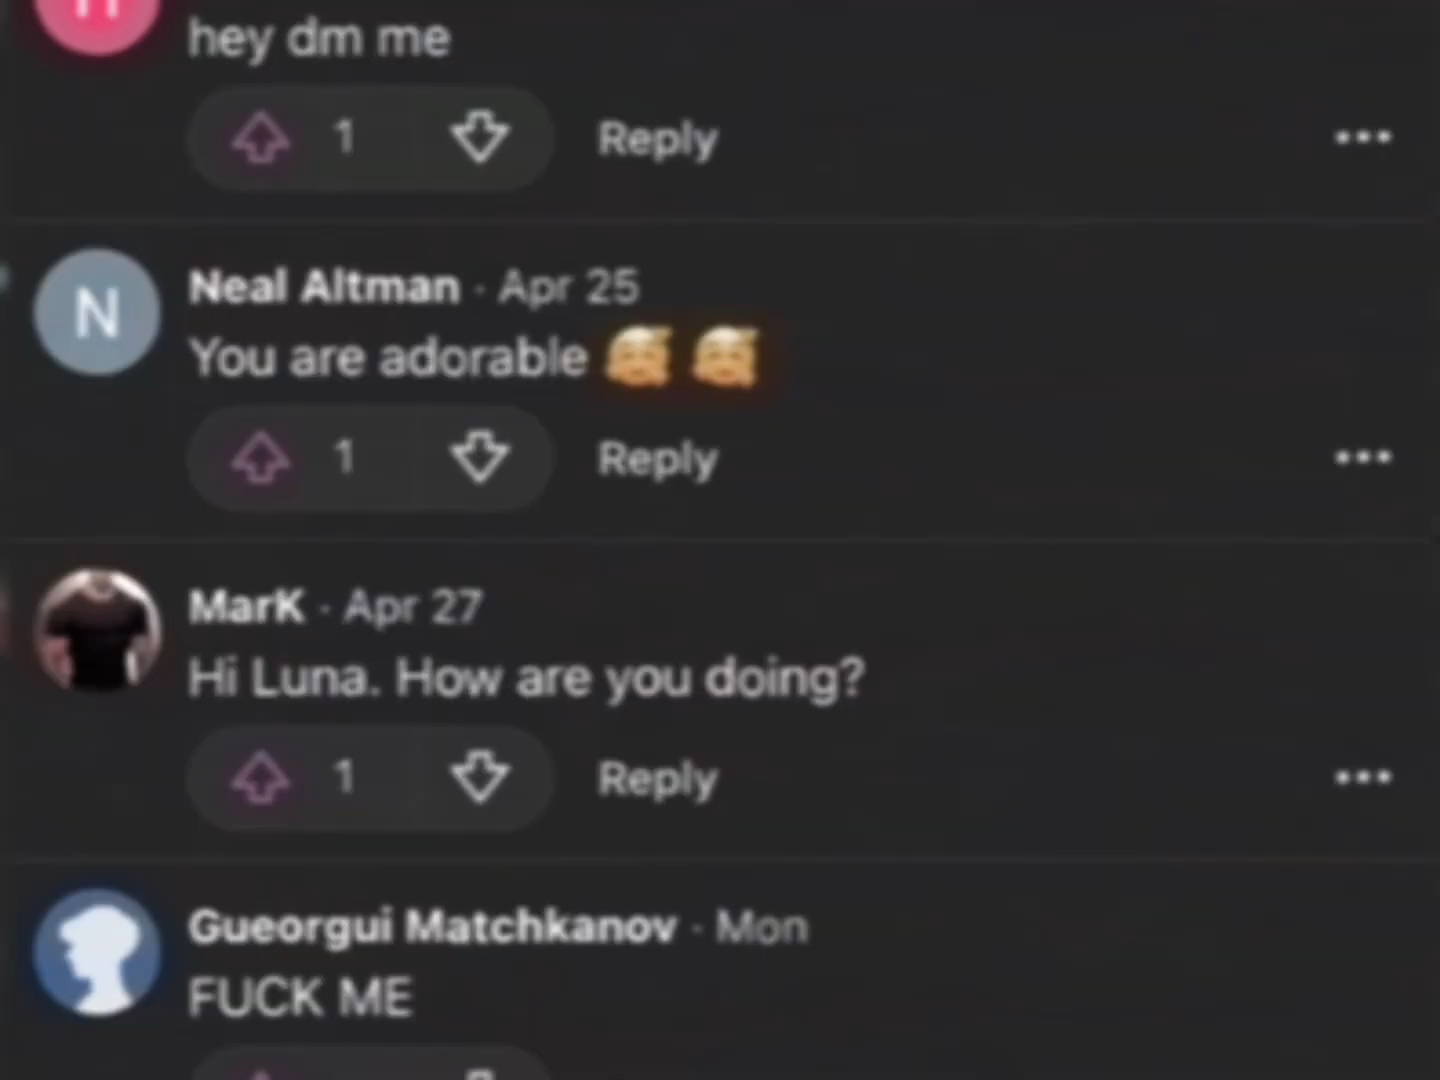 hey dm me
1 Reply
N
Neal Altman · Apr 25
You are adorable 🥰 🥰
1 Reply
MarK · Apr 27
Hi Luna. How are you doing?
1 Reply
Gueorgui Matchkanov · Mon
FUCK ME